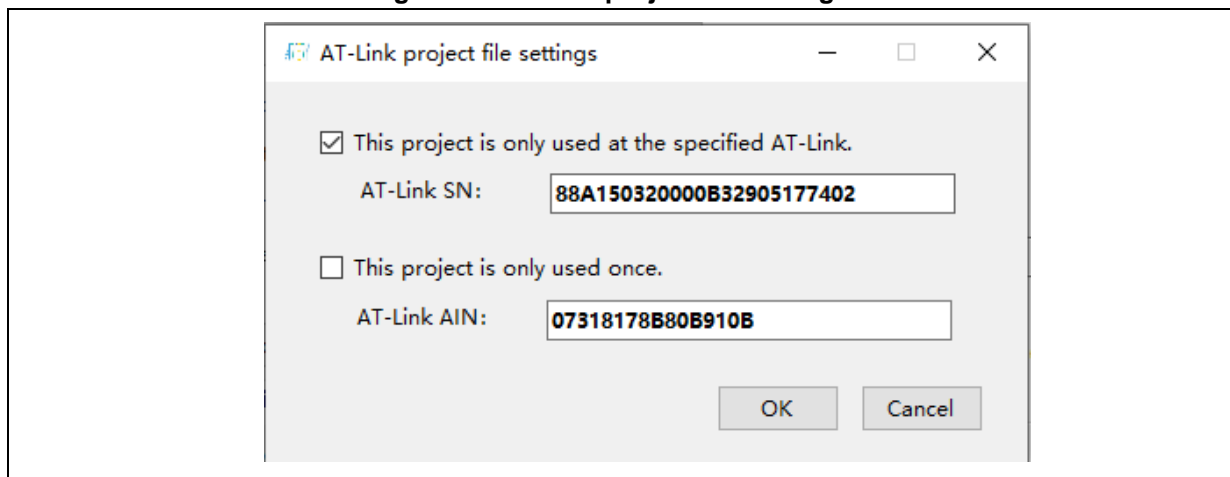 AT-Link project file settings
This project is only used at the specified AT-Link.
AT-Link SN: 88A150320000B32905177402
This project is only used once.
AT-Link AIN: 07318178B80B910B
OK Cancel